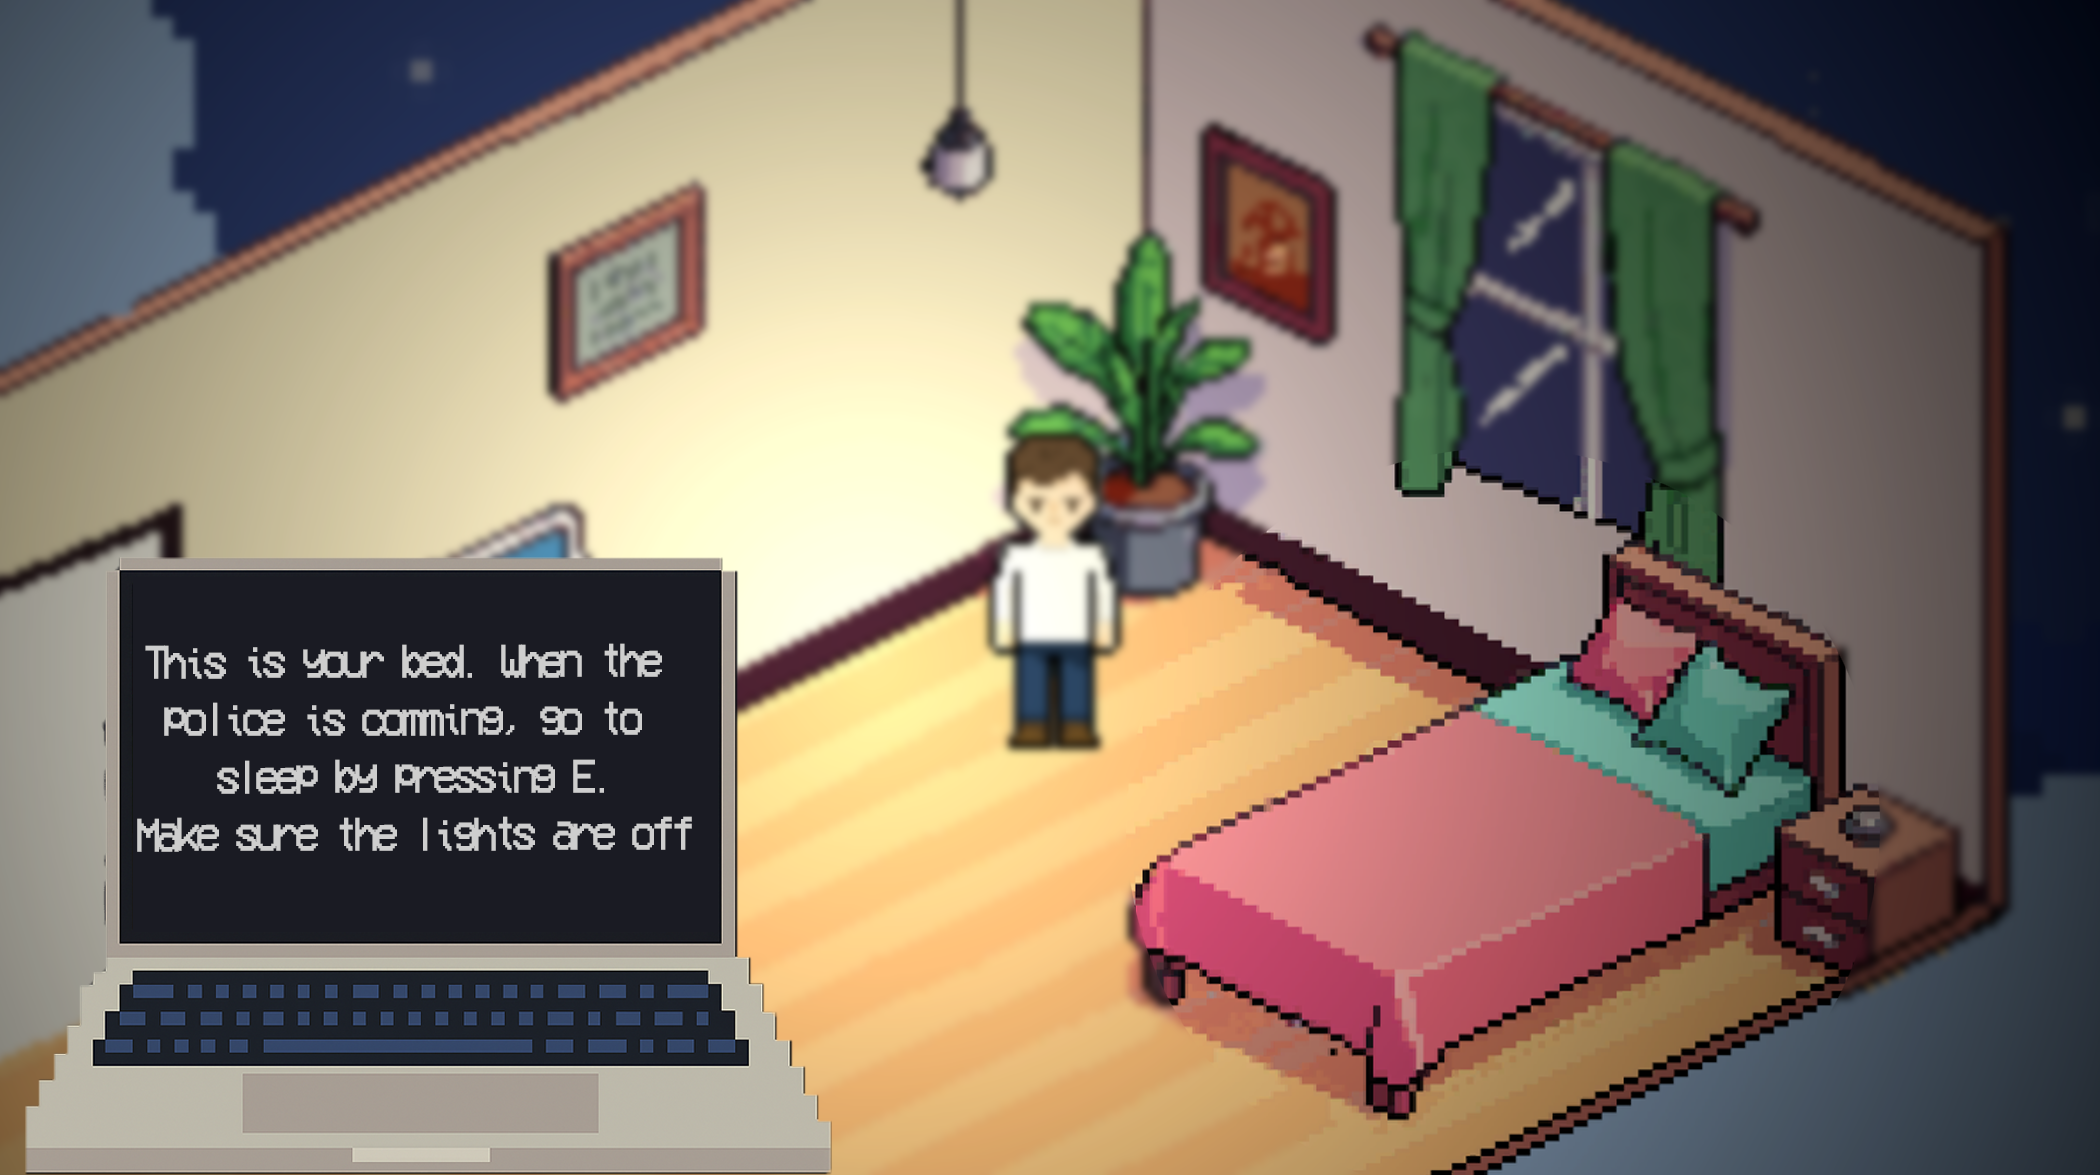 This is your bed. When the
police is comming, go to
sleep by pressing E.
Make sure the lights are off